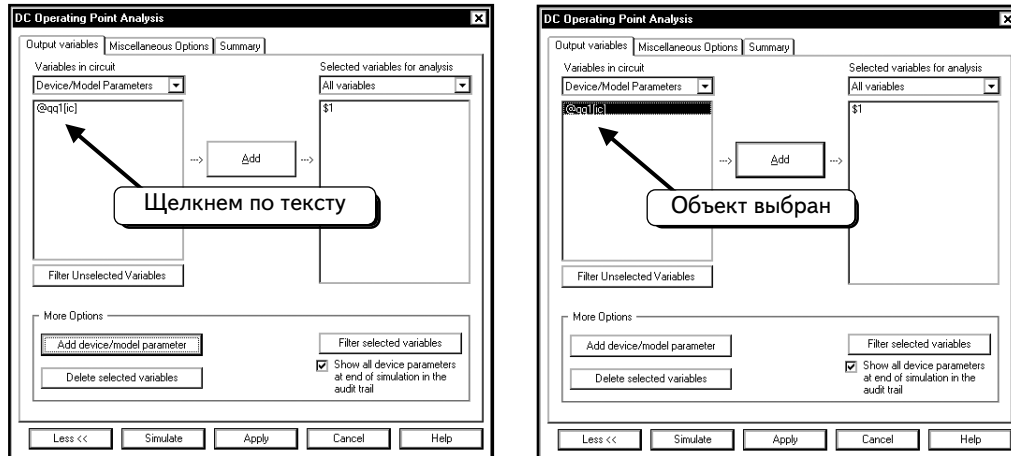 DC Operating Point Analysis
Output variables Miscellaneous Options Summary
Variables in circuit
Device/Model Parameters
Selected variables for analysis
All variables
@qq1[ic]
$1
---> Add --->
Щелкнем по тексту
Filter Unselected Variables
More Options
Add device/model parameter
Delete selected variables
Filter selected variables
Show all device parameters
at end of simulation in the
audit trail
Less << Simulate Apply Cancel Help
DC Operating Point Analysis
Output variables Miscellaneous Options Summary
Variables in circuit
Device/Model Parameters
Selected variables for analysis
All variables
@qq1[ic]
$1
---> Add --->
Объект выбран
Filter Unselected Variables
More Options
Add device/model parameter
Delete selected variables
Filter selected variables
Show all device parameters
at end of simulation in the
audit trail
Less << Simulate Apply Cancel Help